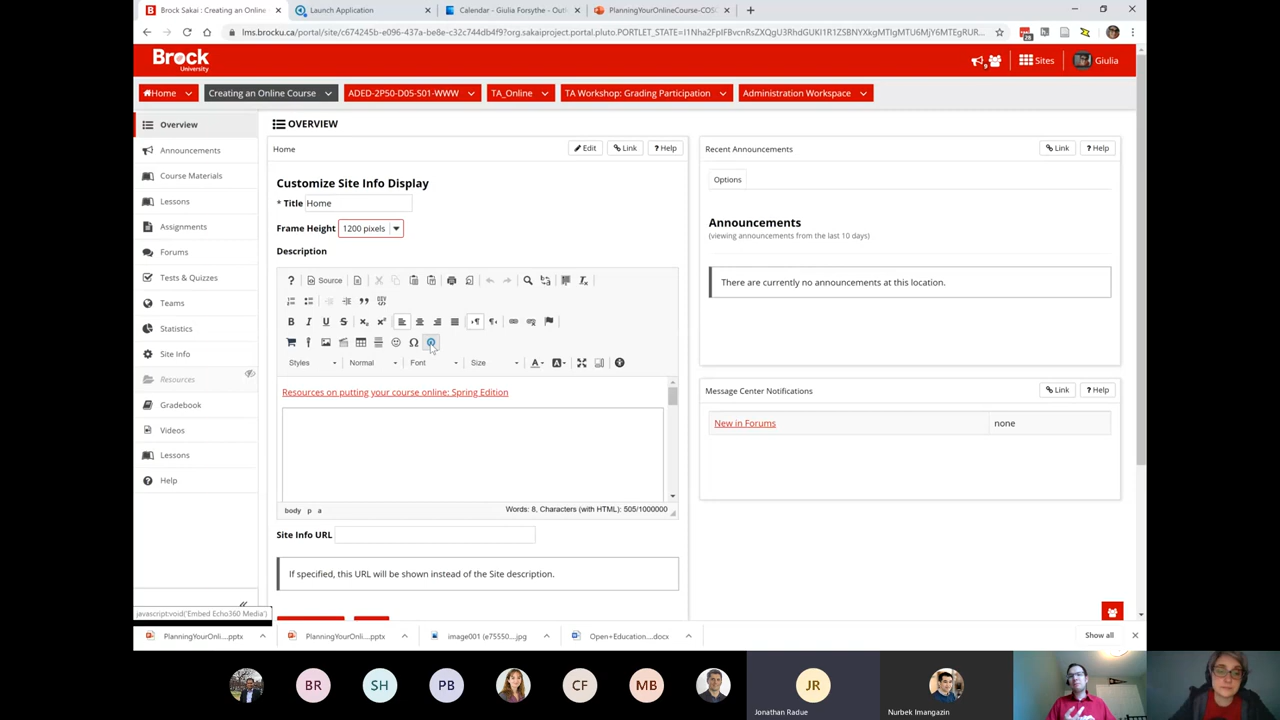 Brock Sakai : Creating an Online
Launch Application
Calendar - Giulia Forsythe - Out
PlanningYourOnlineCourse-COS
lms.brocku.ca/portal/site/c674245b-e096-437a-be8e-c32c744db4f9?org.sakaiproject.portal.pluto.PORTLET_STATE=
Brock
University
Sites
Giulia
Home
Creating an Online Course
ADED-2P50-D05-S01-WWW
TA_Online
TA Workshop: Grading Participation
Administration Workspace
Overview
Announcements
Course Materials
Lessons
Assignments
Forums
Tests & Quizzes
Teams
Statistics
Site Info
Resources
Gradebook
Videos
Lessons
Help
OVERVIEW
Home
Edit
Link
? Help
Customize Site Info Display
* Title Home
Frame Height 1200 pixels
Description
? Source
B I U S
Styles Normal Font Size
Resources on putting your course online: Spring Edition
body p a
Words: 8, Characters (with HTML): 505/1000000
Site Info URL
If specified, this URL will be shown instead of the Site description.
Recent Announcements
Link
? Help
Options
Announcements
(viewing announcements from the last 10 days)
There are currently no announcements at this location.
Message Center Notifications
Link
? Help
New in Forums
none
javascript:void('Embed Echo360 Media')
PlanningYourOnli....pptx
PlanningYourOnli....pptx
image001 (e75550....jpg
Open+Education....docx
Show all
BR
SH
PB
CF
MB
JR
Jonathan Radue
Nurbek Imangazin